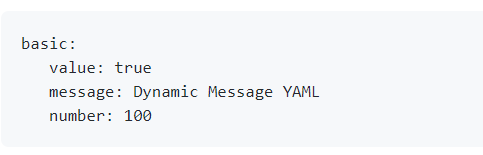 basic:
   value: true
   message: Dynamic Message YAML
   number: 100